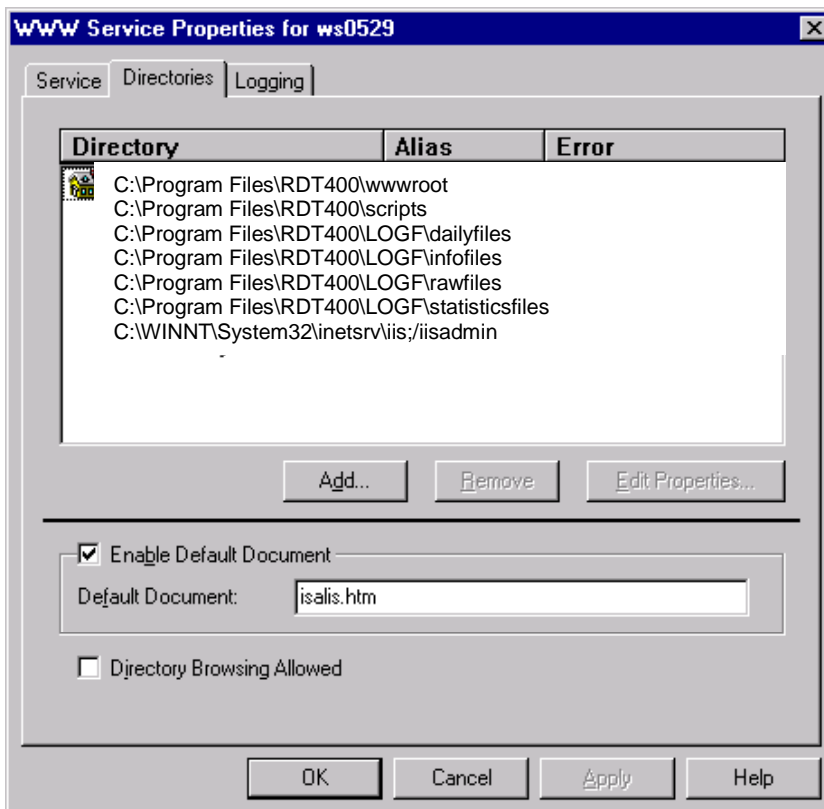 WWW Service Properties for ws0529
Service Directories Logging
Directory Alias Error
C:\Program Files\RDT400\wwwroot
C:\Program Files\RDT400\scripts
C:\Program Files\RDT400\LOGF\dailyfiles
C:\Program Files\RDT400\LOGF\infofiles
C:\Program Files\RDT400\LOGF\rawfiles
C:\Program Files\RDT400\LOGF\statisticsfiles
C:\WINNT\System32\inetsrv\iis;/iisadmin
Add... Remove Edit Properties...
Enable Default Document
Default Document: isalis.htm
Directory Browsing Allowed
OK Cancel Apply Help